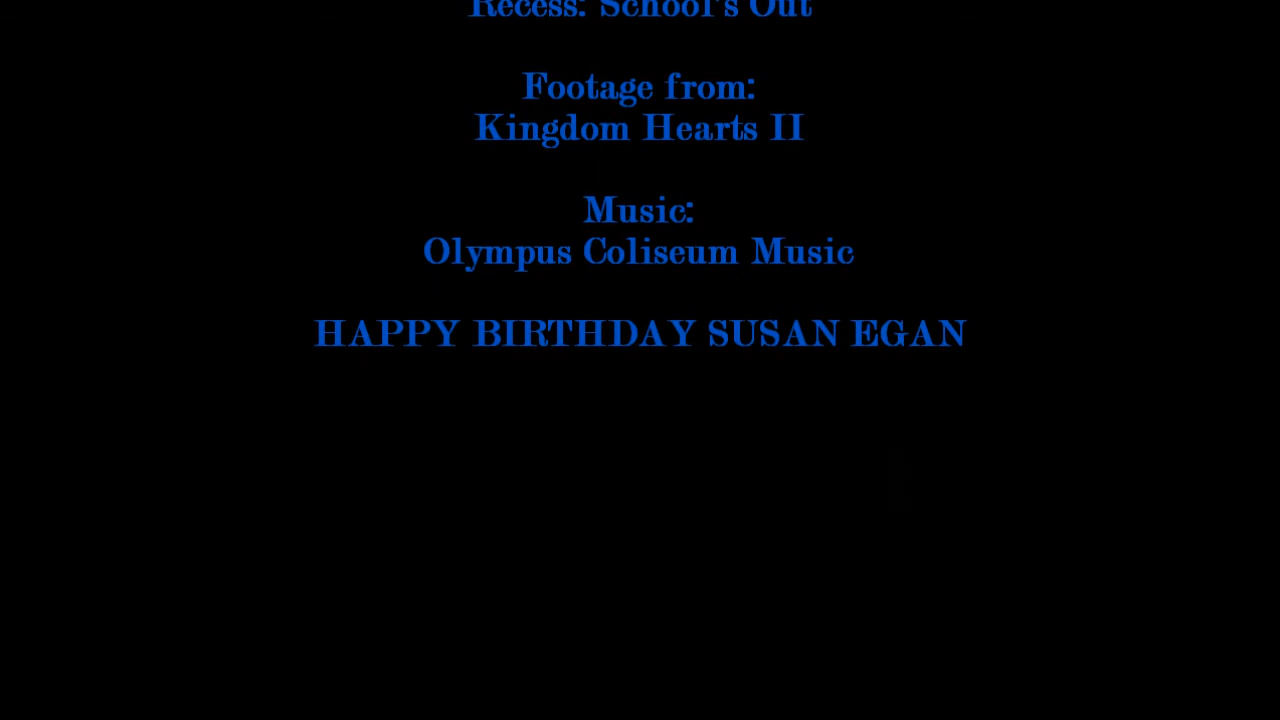 Recess: School's Out
Footage from:
Kingdom Hearts II
Music:
Olympus Coliseum Music
HAPPY BIRTHDAY SUSAN EGAN